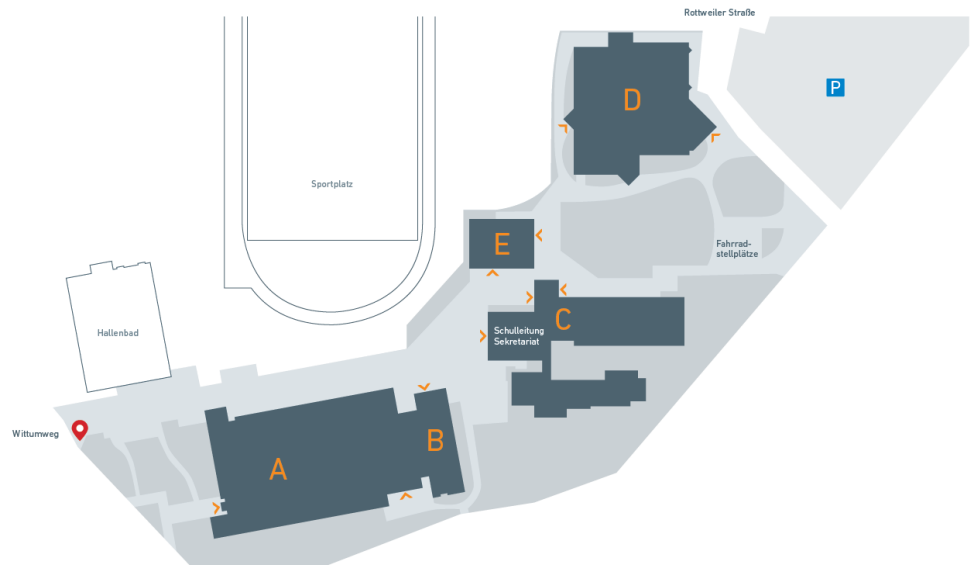 Rottweiler Straße
P
D
Sportplatz
E
Fahrrad-
stellplätze
Hallenbad
C
Schulleitung
Sekretariat
Wittumweg
B
A